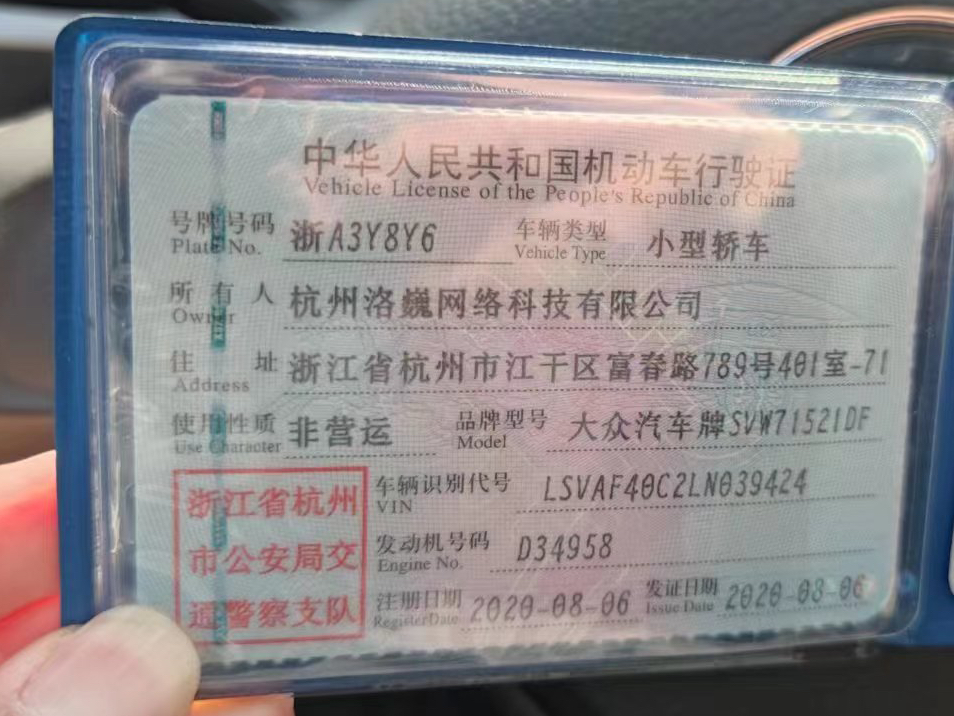 中华人民共和国机动车行驶证
Vehicle License of the People's Republic of China
号牌号码 浙A3Y8Y6 车辆类型 小型轿车
Plate No. Vehicle Type
所有人 杭州洛巍网络科技有限公司
Owner
住址 浙江省杭州市江干区富春路789号401室-71
Address
使用性质 非营运 品牌型号 大众汽车牌SVW71521DF
Use Character Model
浙江省杭州 车辆识别代号 LSVAF40C2LN039424
VIN
市公安局交 发动机号码 D34958
Engine No.
通警察支队 注册日期 2020-08-06 发证日期 2020-08-06
Register Date Issue Date